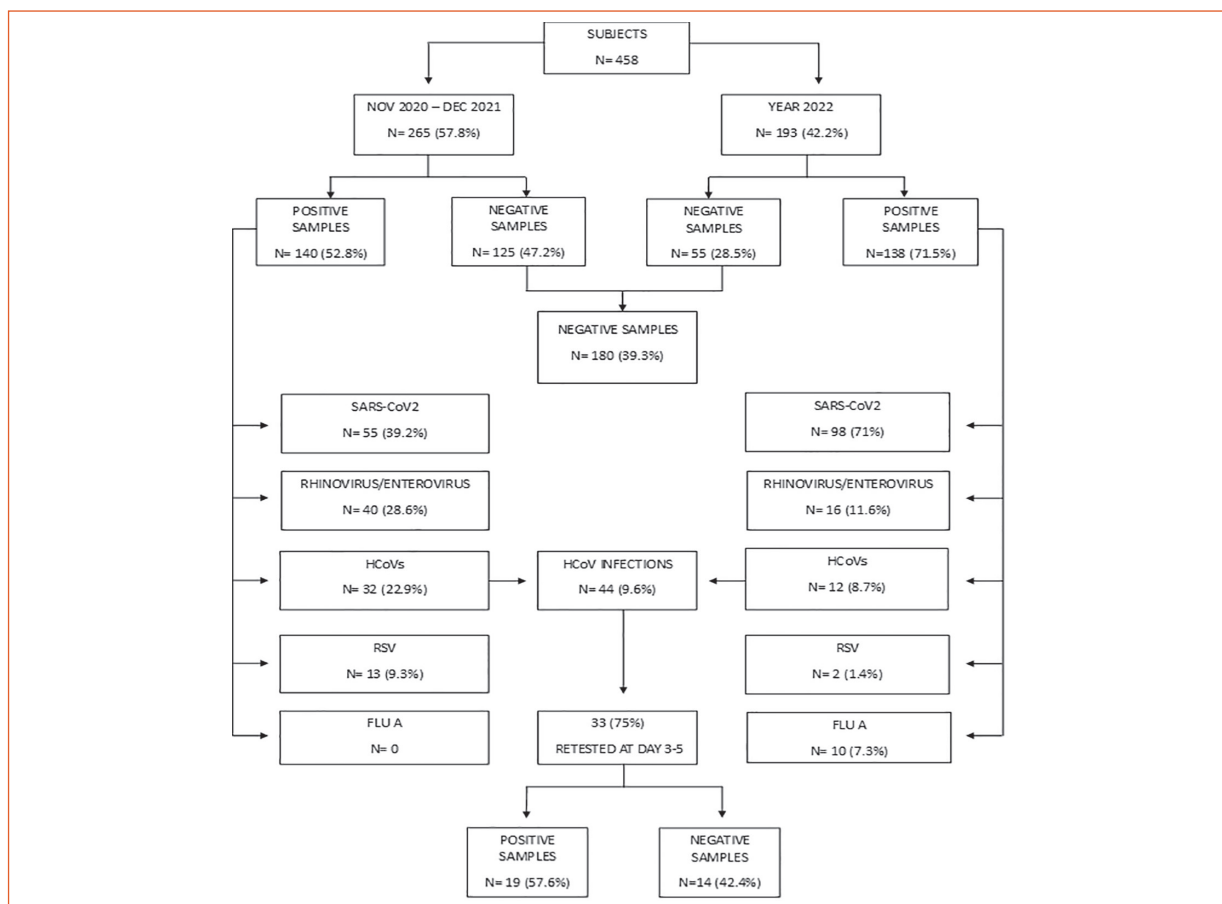 SUBJECTS
N= 458
NOV 2020 – DEC 2021
N= 265 (57.8%)
YEAR 2022
N= 193 (42.2%)
POSITIVE
SAMPLES
N= 140 (52.8%)
NEGATIVE
SAMPLES
N= 125 (47.2%)
NEGATIVE
SAMPLES
N= 55 (28.5%)
POSITIVE
SAMPLES
N=138 (71.5%)
NEGATIVE SAMPLES
N= 180 (39.3%)
SARS-CoV2
N= 55 (39.2%)
SARS-CoV2
N= 98 (71%)
RHINOVIRUS/ENTEROVIRUS
N= 40 (28.6%)
RHINOVIRUS/ENTEROVIRUS
N= 16 (11.6%)
HCoVs
N= 32 (22.9%)
HCoV INFECTIONS
N= 44 (9.6%)
HCoVs
N= 12 (8.7%)
RSV
N= 13 (9.3%)
RSV
N= 2 (1.4%)
FLU A
N= 0
33 (75%)
RETESTED AT DAY 3-5
FLU A
N= 10 (7.3%)
POSITIVE
SAMPLES
N= 19 (57.6%)
NEGATIVE
SAMPLES
N=14 (42.4%)